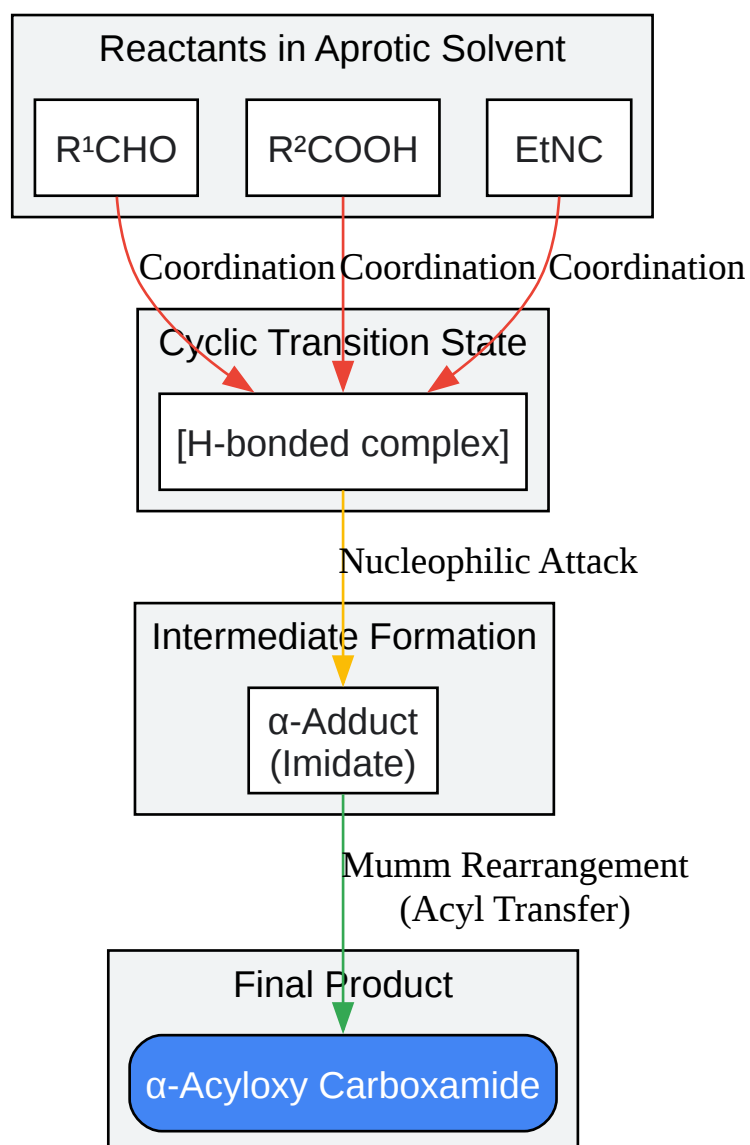 Reactants in Aprotic Solvent
R¹CHO
R²COOH
EtNC
Coordination
Coordination
Coordination
Cyclic Transition State
[H-bonded complex]
Nucleophilic Attack
Intermediate Formation
α-Adduct
(Imidate)
Mumm Rearrangement
(Acyl Transfer)
Final Product
α-Acyloxy Carboxamide